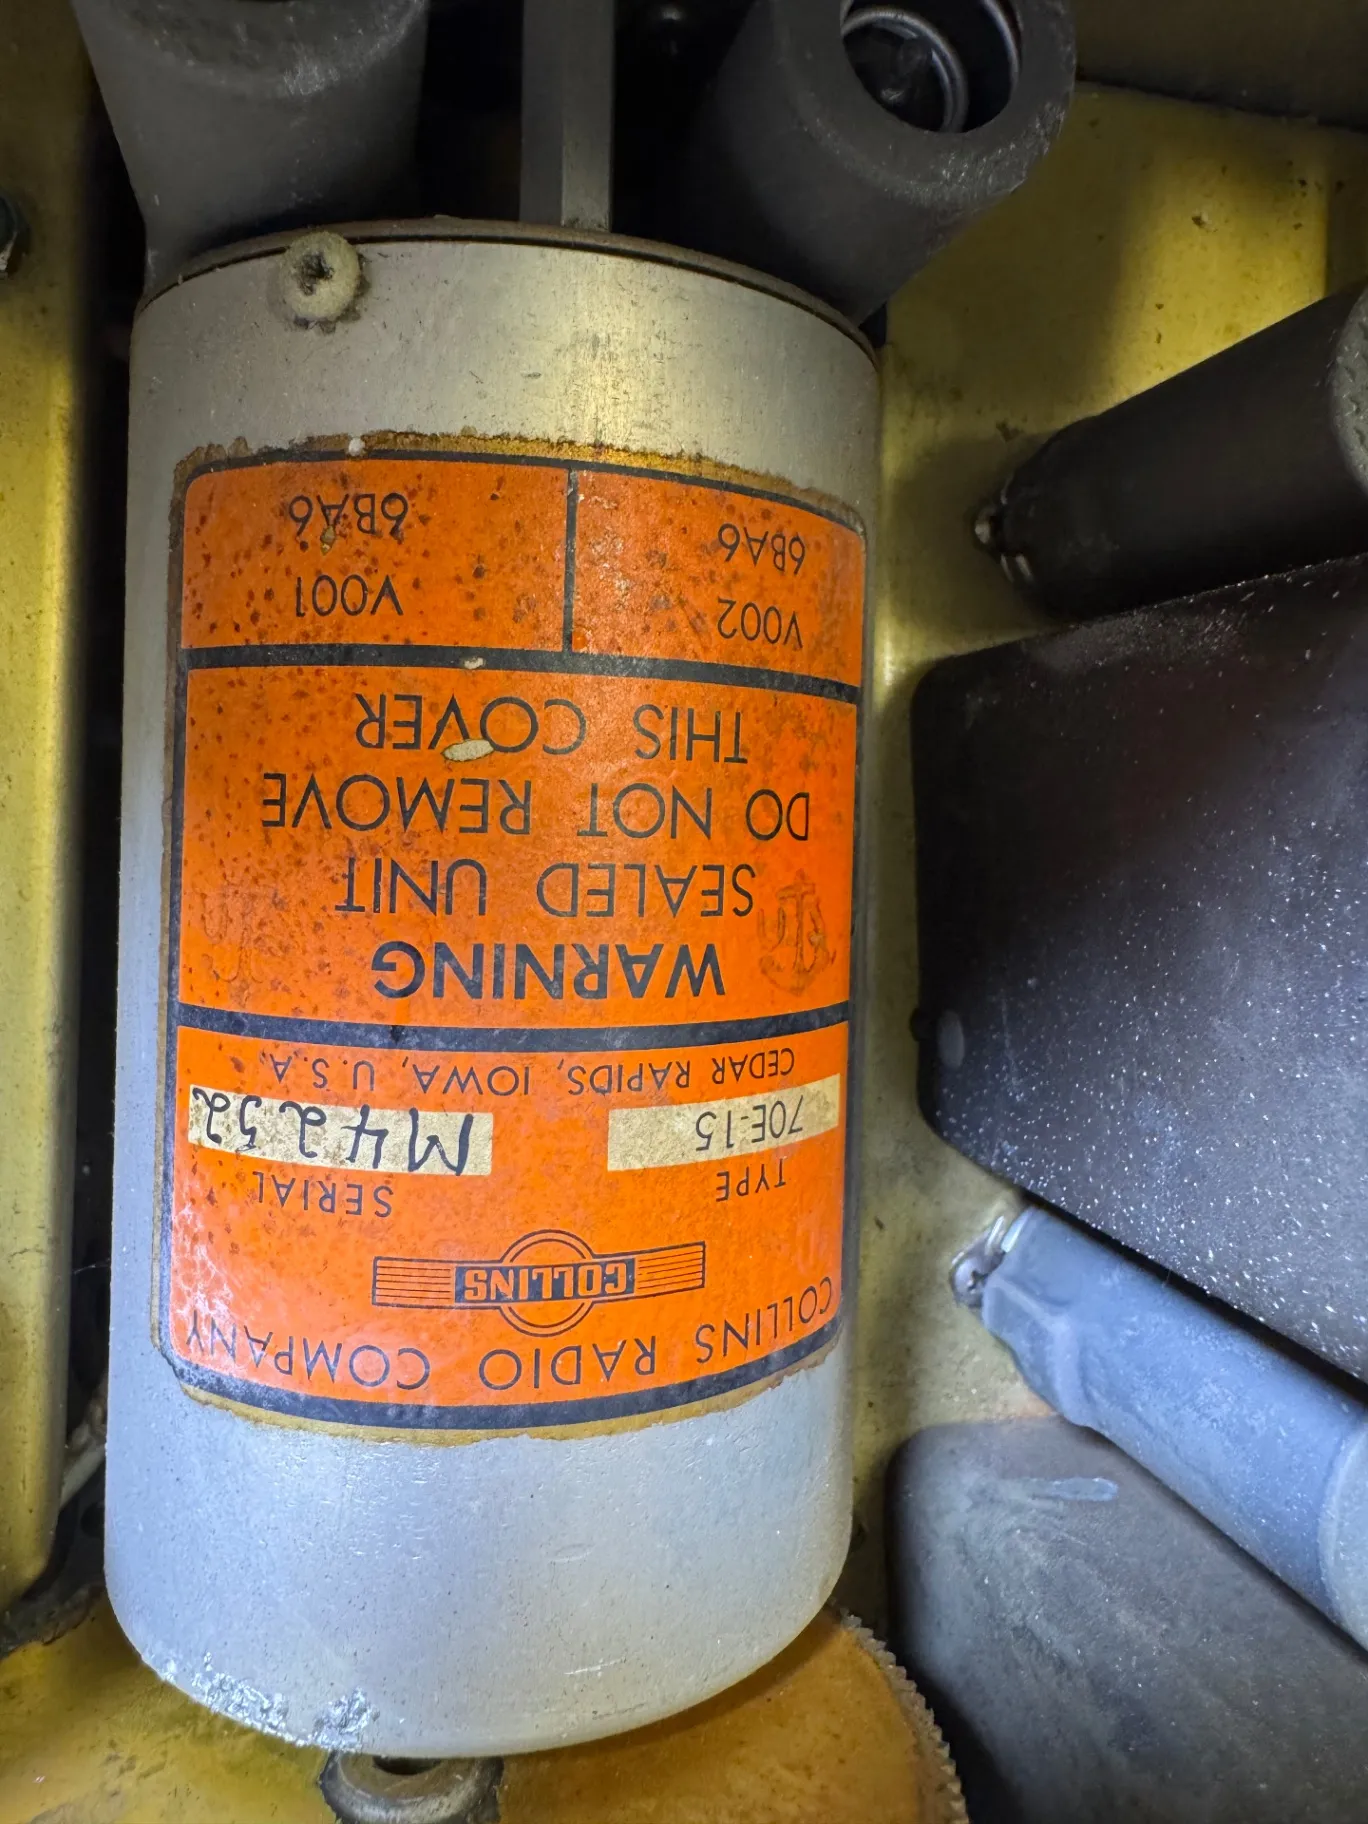 COLLINS RADIO COMPANY
COLLINS
TYPE SERIAL
70E-15 M4252
CEDAR RAPIDS, IOWA, U.S.A.
WARNING
SEALED UNIT
DO NOT REMOVE
THIS COVER
V002 V001
6BA6 6BA6